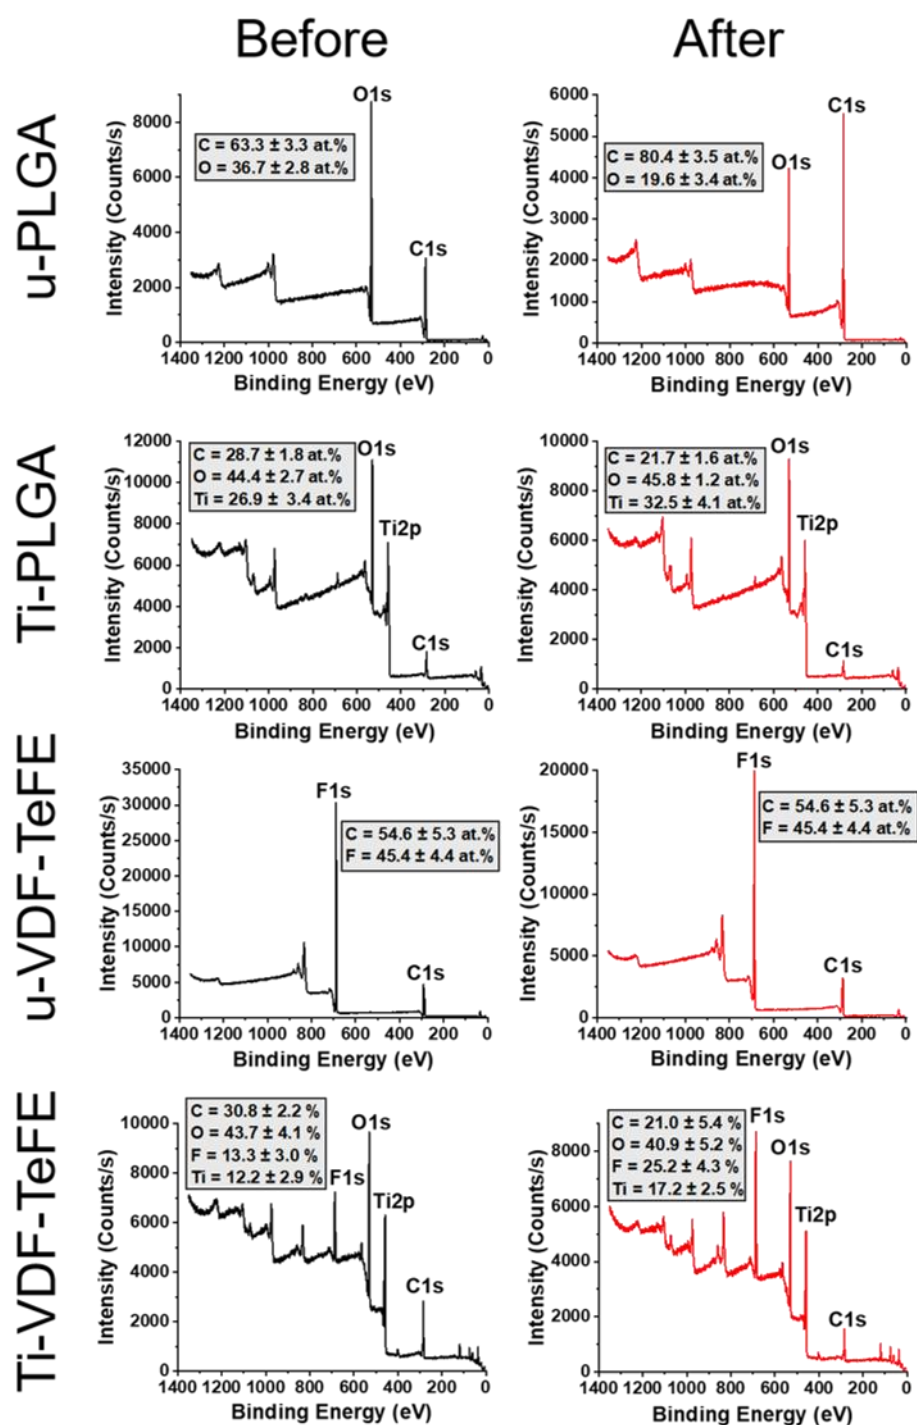 Before
After
u-PLGA
Intensity (Counts/s)
8000
6000
4000
2000
0
O1s
C = 63.3 ± 3.3 at.%
O = 36.7 ± 2.8 at.%
C1s
1400 1200 1000 800 600 400 200 0
Binding Energy (eV)
Intensity (Counts/s)
6000
5000
4000
3000
2000
1000
0
C1s
C = 80.4 ± 3.5 at.%
O = 19.6 ± 3.4 at.%
O1s
1400 1200 1000 800 600 400 200 0
Binding Energy (eV)
Ti-PLGA
Intensity (Counts/s)
12000
10000
8000
6000
4000
2000
0
C = 28.7 ± 1.8 at.%
O = 44.4 ± 2.7 at.%
Ti = 26.9 ± 3.4 at.%
O1s
Ti2p
C1s
1400 1200 1000 800 600 400 200 0
Binding Energy (eV)
Intensity (Counts/s)
10000
8000
6000
4000
2000
0
C = 21.7 ± 1.6 at.%
O = 45.8 ± 1.2 at.%
Ti = 32.5 ± 4.1 at.%
O1s
Ti2p
C1s
1400 1200 1000 800 600 400 200 0
Binding Energy (eV)
u-VDF-TeFE
Intensity (Counts/s)
35000
30000
25000
20000
15000
10000
5000
0
F1s
C = 54.6 ± 5.3 at.%
F = 45.4 ± 4.4 at.%
C1s
1400 1200 1000 800 600 400 200 0
Binding Energy (eV)
Intensity (Counts/s)
20000
15000
10000
5000
0
F1s
C = 54.6 ± 5.3 at.%
F = 45.4 ± 4.4 at.%
C1s
1400 1200 1000 800 600 400 200 0
Binding Energy (eV)
Ti-VDF-TeFE
Intensity (Counts/s)
10000
8000
6000
4000
2000
0
C = 30.8 ± 2.2 %
O = 43.7 ± 4.1 %
F = 13.3 ± 3.0 %
Ti = 12.2 ± 2.9 %
O1s
F1s
Ti2p
C1s
1400 1200 1000 800 600 400 200 0
Binding Energy (eV)
Intensity (Counts/s)
8000
6000
4000
2000
0
C = 21.0 ± 5.4 %
O = 40.9 ± 5.2 %
F = 25.2 ± 4.3 %
Ti = 17.2 ± 2.5 %
F1s
O1s
Ti2p
C1s
1400 1200 1000 800 600 400 200 0
Binding Energy (eV)